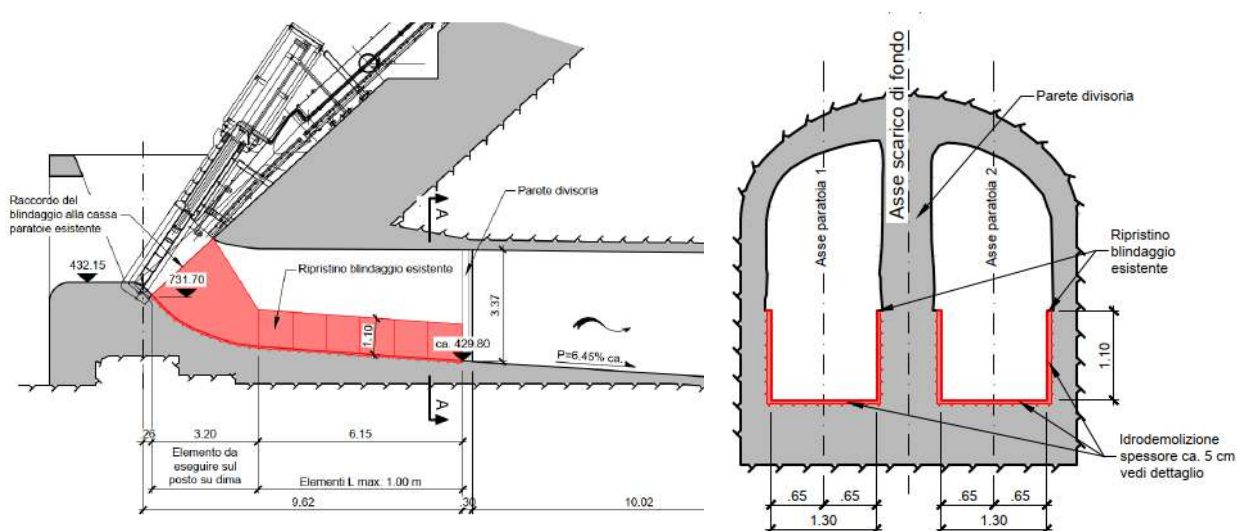 Raccordo del
blindaggio alla cassa
paratoie esistente
432.15
731.70
Ripristino blindaggio esistente
1.10
ca. 429.80
Parete divisoria
A
A
3.37
P=6.45% ca.
26
3.20
6.15
Elemento da
eseguire sul
posto su dima
Elementi L max. 1.00 m
9.62
.30
10.02
Asse scarico di fondo
Parete divisoria
Asse paratoia 1
Asse paratoia 2
Ripristino
blindaggio
esistente
1.10
Idrodemolizione
spessore ca. 5 cm
vedi dettaglio
.65
.65
.65
.65
1.30
1.30